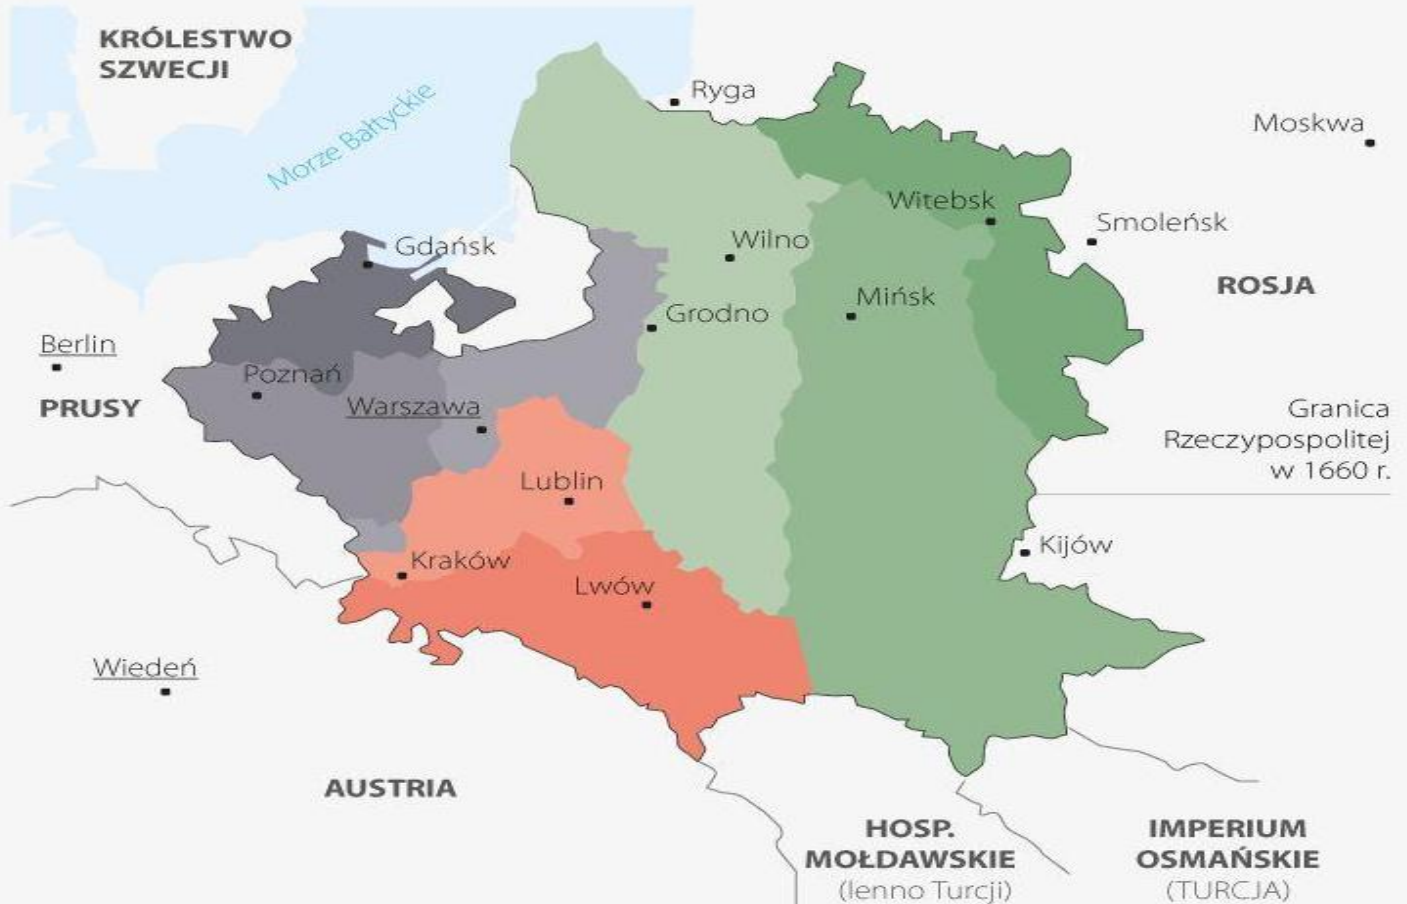 KRÓLESTWO
SZWECJI
Morze Bałtyckie
Ryga
Moskwa
Witebsk
Smoleńsk
Gdańsk
Wilno
ROSJA
Mińsk
Grodno
Berlin
Poznań
PRUSY
Warszawa
Granica
Rzeczypospolitej
w 1660 r.
Lublin
Kijów
Kraków
Lwów
Wiedeń
AUSTRIA
HOSP.
MOŁDAWSKIE
(lenno Turcji)
IMPERIUM
OSMAŃSKIE
(TURCJA)